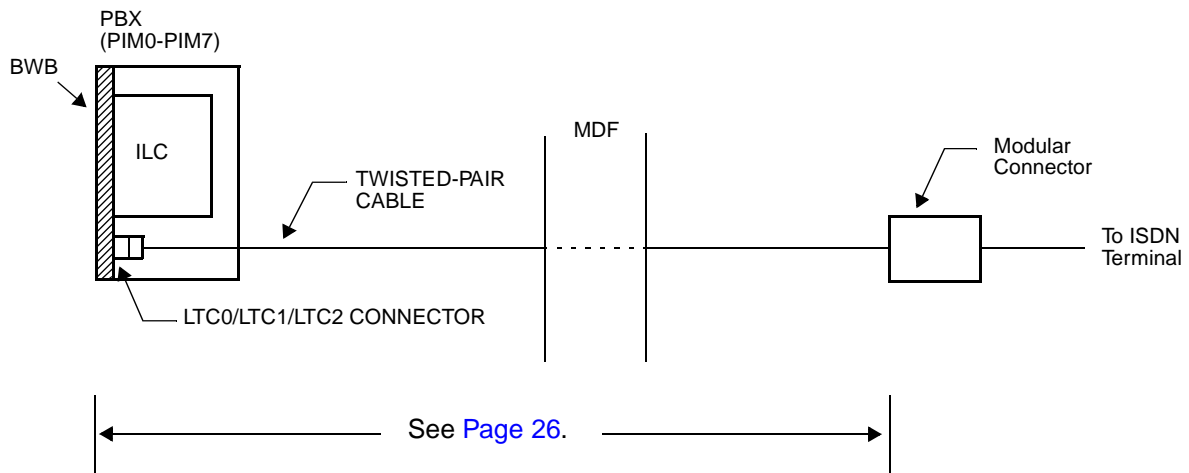 PBX
(PIM0-PIM7)
BWB
MDF
ILC
Modular
Connector
TWISTED-PAIR
CABLE
To ISDN
Terminal
LTC0/LTC1/LTC2 CONNECTOR
See Page 26.